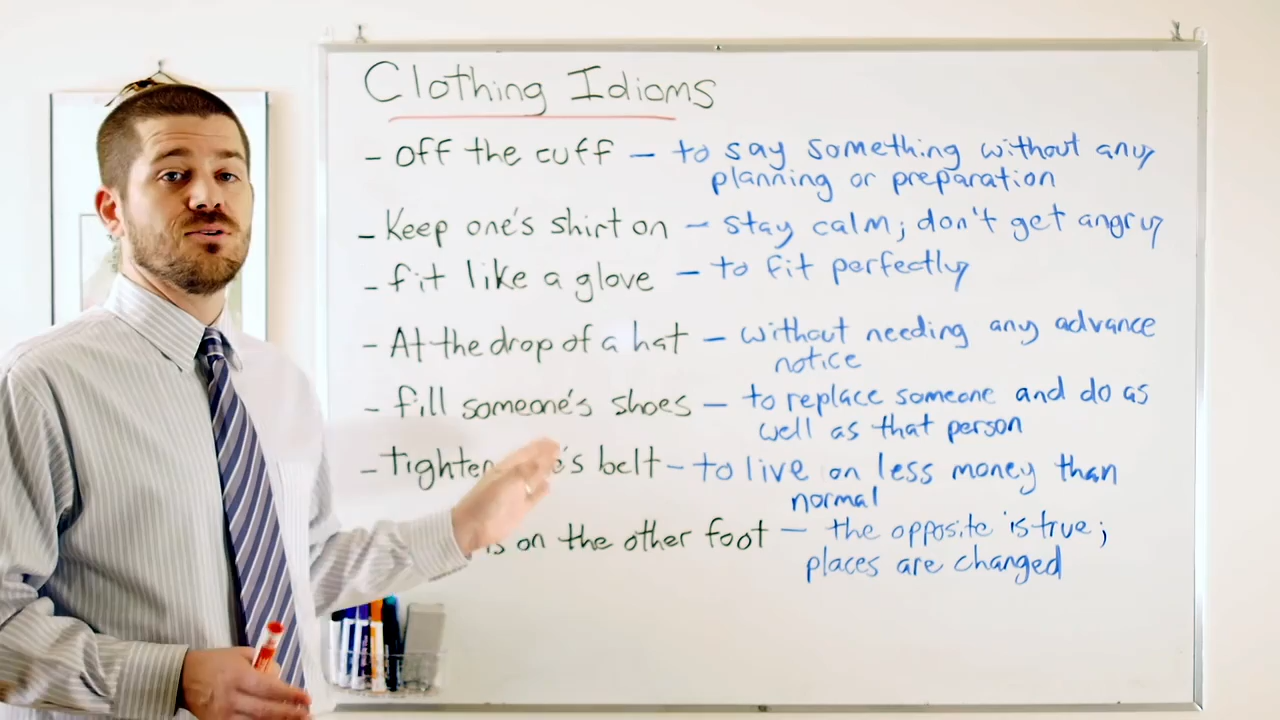 Clothing Idioms
- Off the cuff - to say something without any
planning or preparation
- Keep one's shirt on - stay calm; don't get angry
- fit like a glove - to fit perfectly
- At the drop of a hat - without needing any advance
notice
- fill someone's shoes - to replace someone and do as
well as that person
- tighten belt - to live on less money than
normal
is on the other foot - the opposite is true;
places are changed